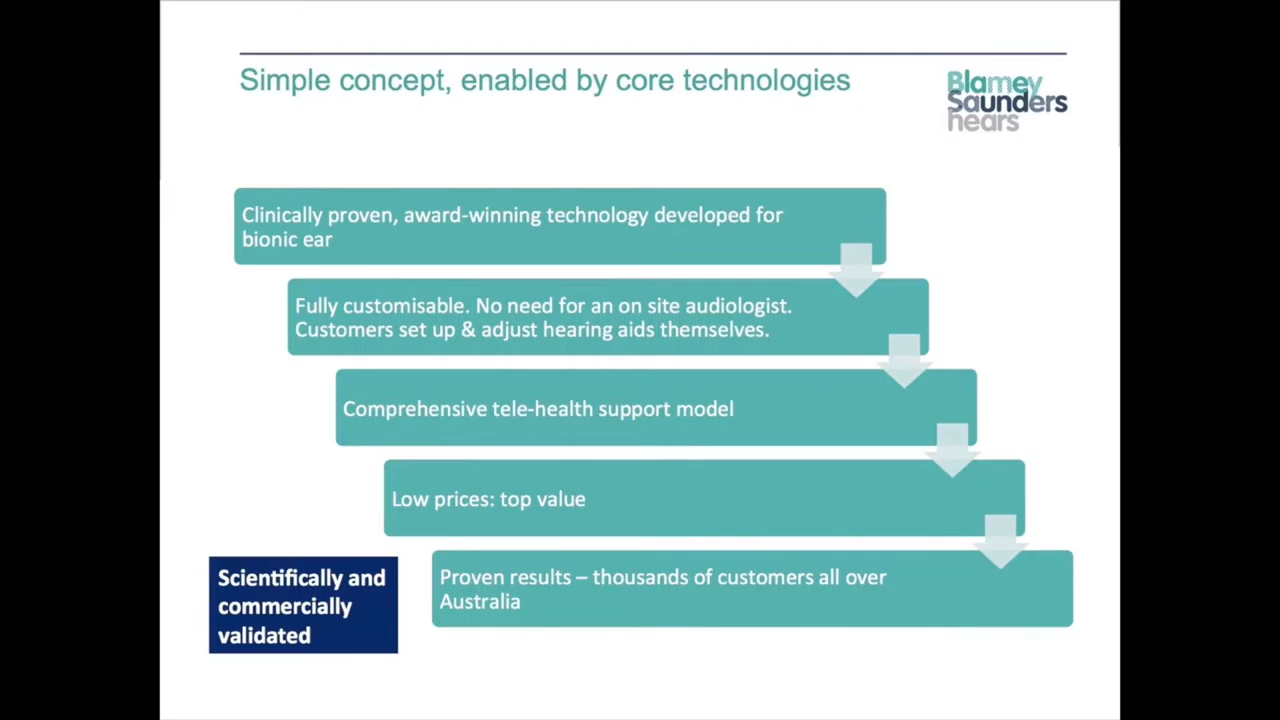 Simple concept, enabled by core technologies
Blamey
Saunders
hears
Clinically proven, award-winning technology developed for
bionic ear
Fully customisable. No need for an on site audiologist.
Customers set up & adjust hearing aids themselves.
Comprehensive tele-health support model
Low prices: top value
Scientifically and
commercially
validated
Proven results – thousands of customers all over
Australia